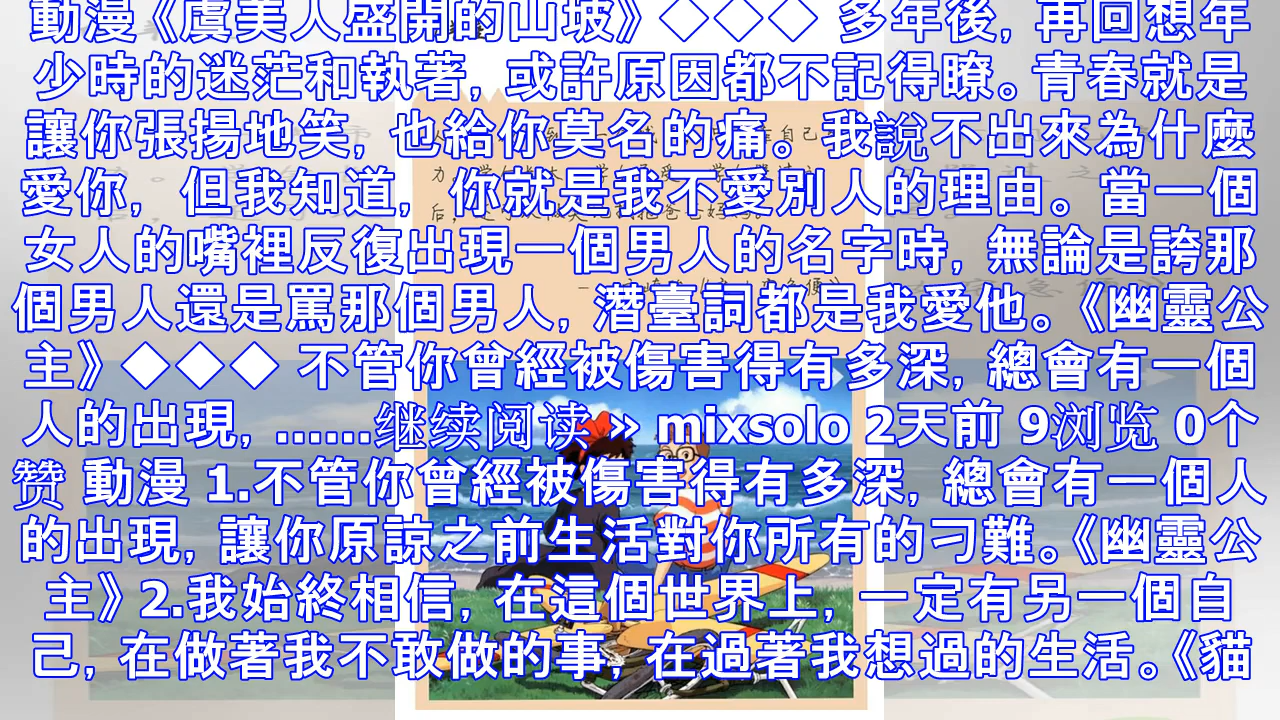 動漫《虞美人盛開的山坡》◆◆◆ 多年後, 再回想年
少時的迷茫和執著, 或許原因都不記得瞭。青春就是
讓你張揚地笑, 也給你莫名的痛。我說不出來為什麼
愛你, 但我知道, 你就是我不愛別人的理由。當一個
女人的嘴裡反復出現一個男人的名字時, 無論是誇那
個男人還是罵那個男人, 潛臺詞都是我愛他。《幽靈公
主》◆◆◆ 不管你曾經被傷害得有多深, 總會有一個
人的出現, ......继续阅读 » mixsolo 2天前 9浏览 0个
赞 動漫 1.不管你曾經被傷害得有多深, 總會有一個人
的出現, 讓你原諒之前生活對你所有的刁難。《幽靈公
主》2.我始終相信, 在這個世界上, 一定有另一個自
己, 在做著我不敢做的事, 在過著我想過的生活。《貓